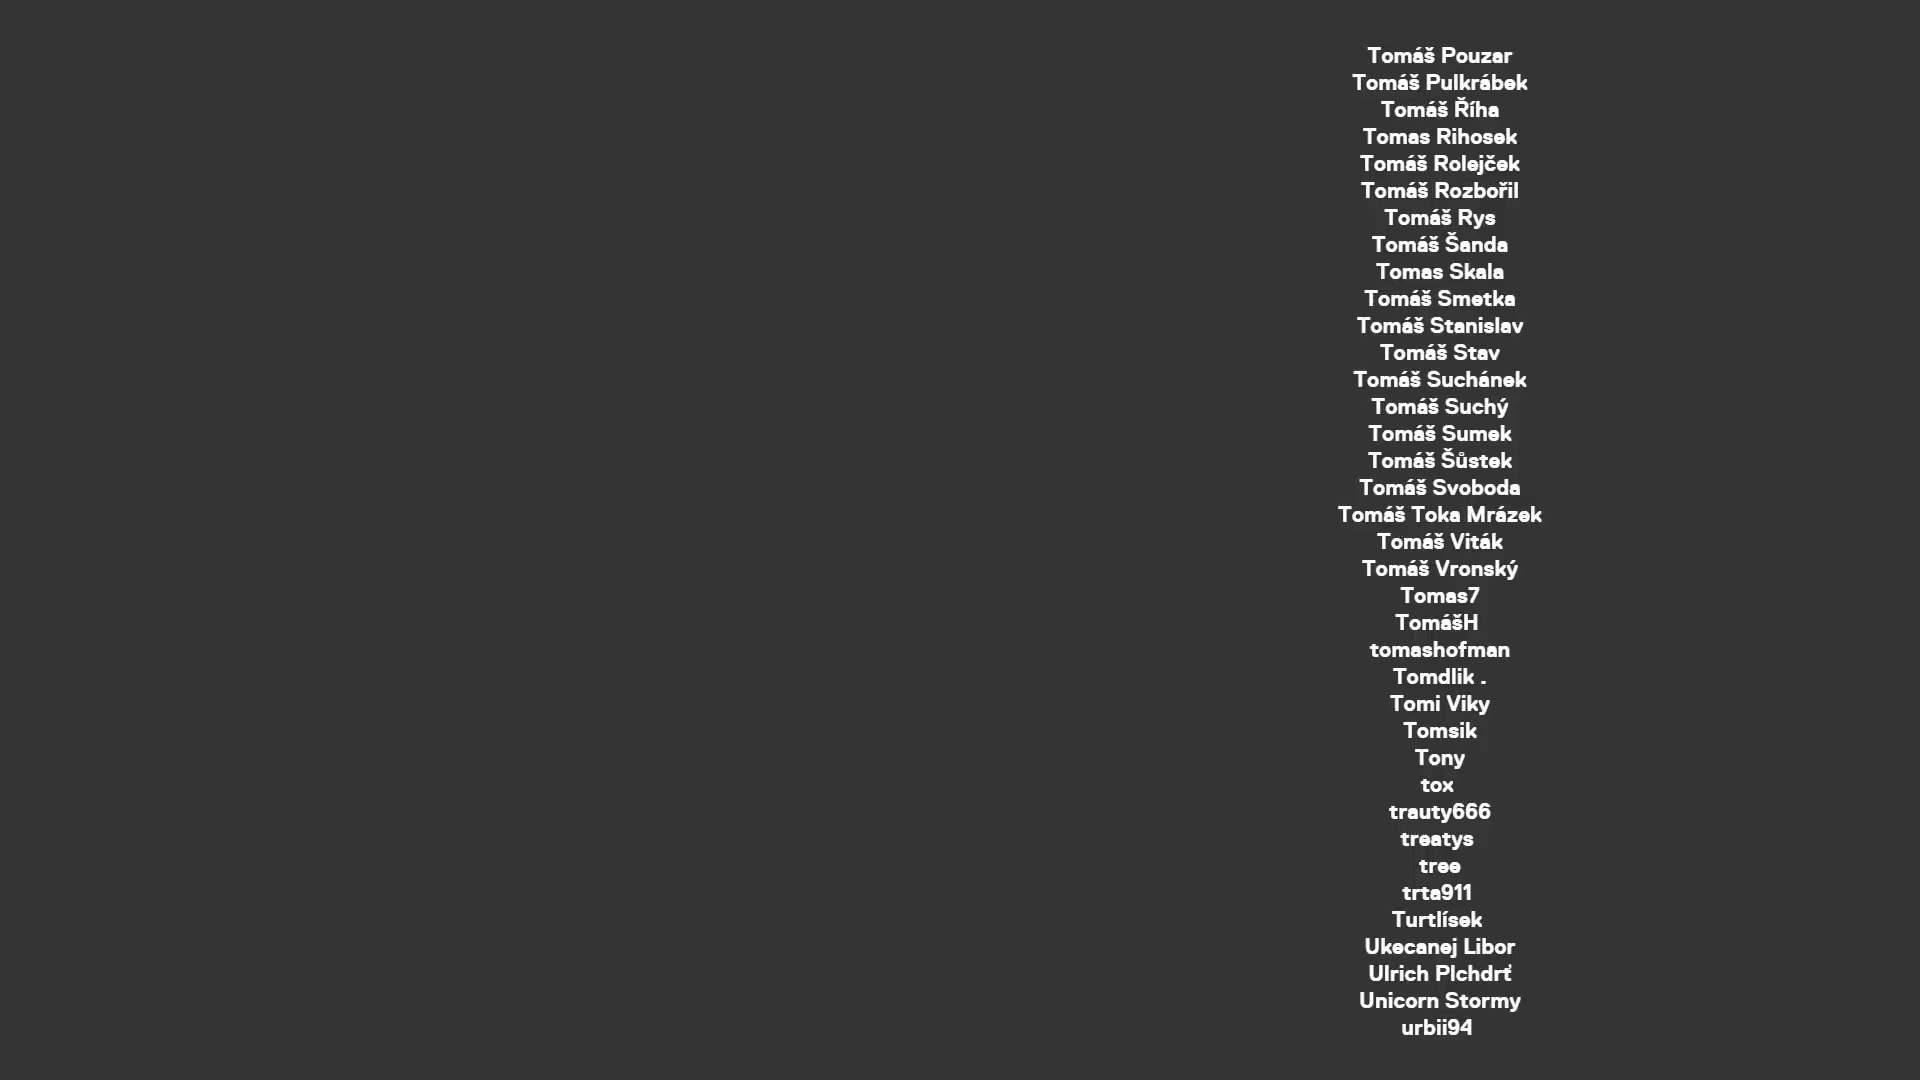 Tomáš Pouzar
Tomáš Pulkrábek
Tomáš Říha
Tomas Rihosek
Tomáš Rolejček
Tomáš Rozbořil
Tomáš Rys
Tomáš Šanda
Tomas Skala
Tomáš Smetka
Tomáš Stanislav
Tomáš Stav
Tomáš Suchánek
Tomáš Suchý
Tomáš Sumek
Tomáš Šůstek
Tomáš Svoboda
Tomáš Toka Mrázek
Tomáš Viták
Tomáš Vronský
Tomas7
TomášH
tomashofman
Tomdlik .
Tomi Viky
Tomsik
Tony
tox
trauty666
treatys
tree
trta911
Turtlísek
Ukecanej Libor
Ulrich Plchdrť
Unicorn Stormy
urbii94